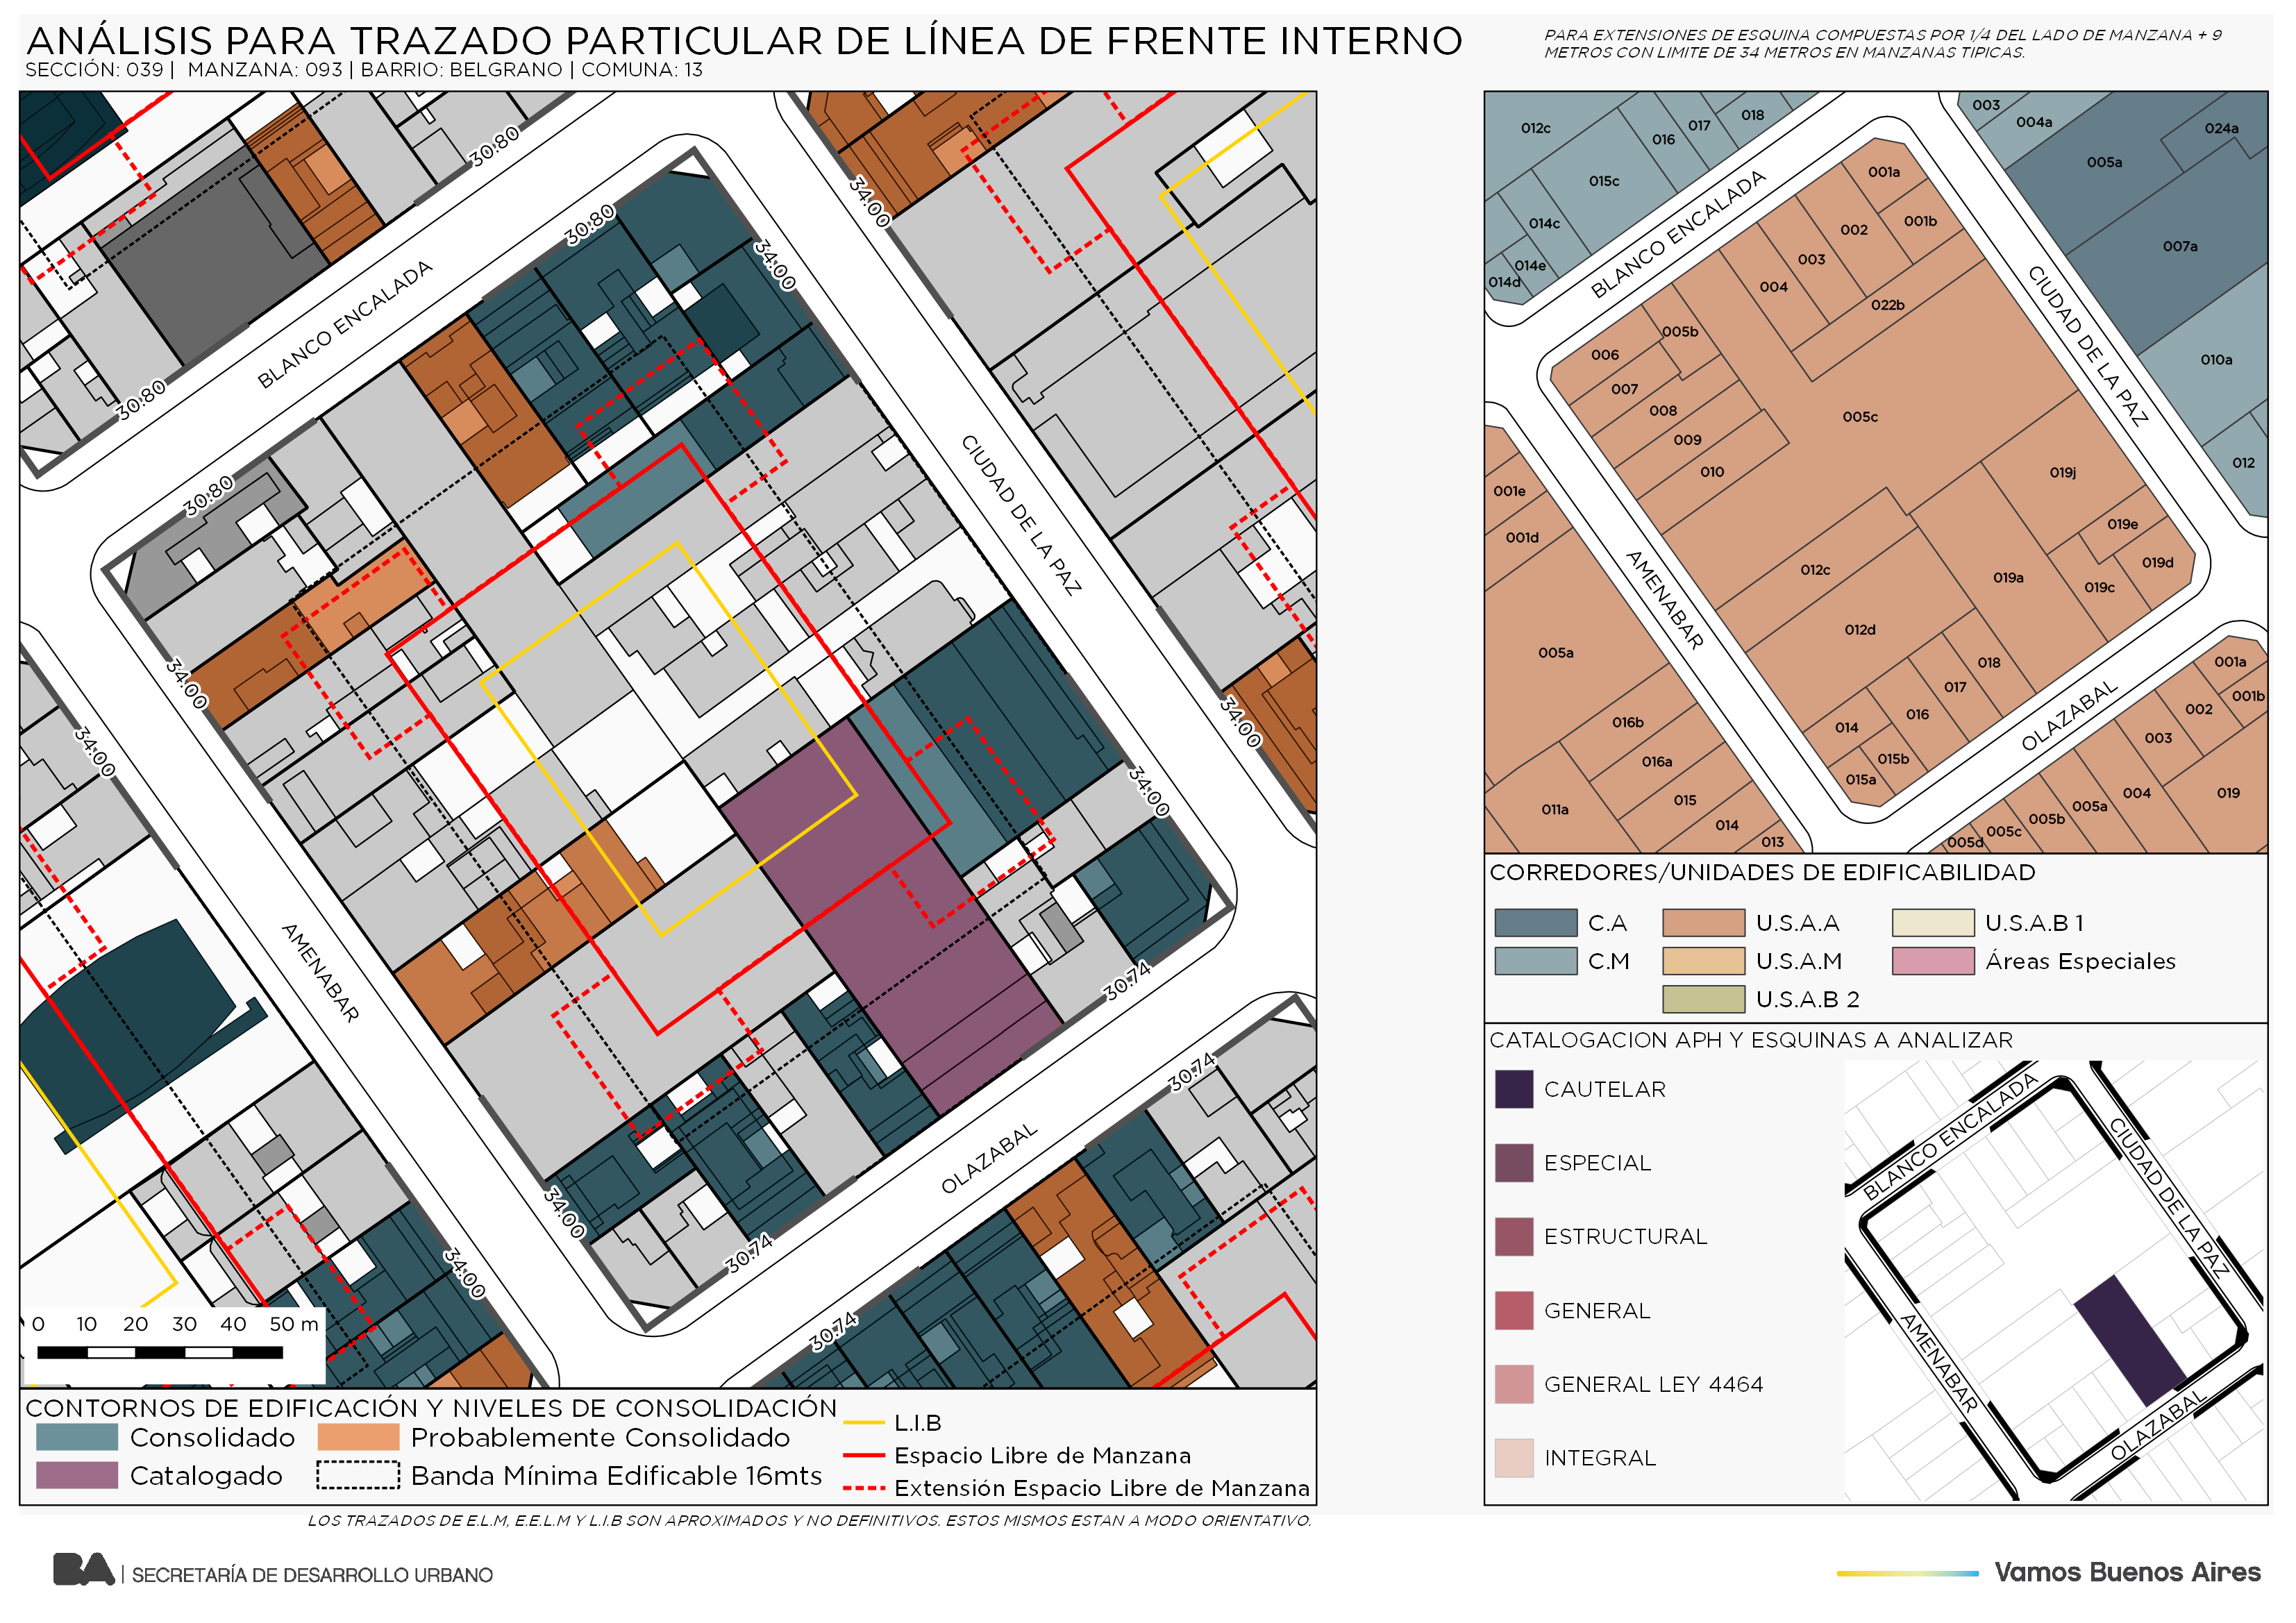 ANÁLISIS PARA TRAZADO PARTICULAR DE LÍNEA DE FRENTE INTERNO
SECCIÓN: 039 | MANZANA: 093 | BARRIO: BELGRANO | COMUNA: 13
PARA EXTENSIONES DE ESQUINA COMPUESTAS POR 1/4 DEL LADO DE MANZANA + 9
METROS CON LIMITE DE 34 METROS EN MANZANAS TIPICAS.
30.80
34.00
30.80
34.00
BLANCO ENCALADA
30.80
30.80
CIUDAD DE LA PAZ
34.00
34.00
34.00
34.00
AMENABAR
30.74
30.74
OLAZABAL
34.00
34.00
30.74
30.74
0 10 20 30 40 50 m
CONTORNOS DE EDIFICACIÓN Y NIVELES DE CONSOLIDACIÓN
Consolidado
Probablemente Consolidado
Catalogado
Banda Mínima Edificable 16mts
L.I.B
Espacio Libre de Manzana
Extensión Espacio Libre de Manzana
LOS TRAZADOS DE E.L.M, E.E.L.M Y L.I.B SON APROXIMADOS Y NO DEFINITIVOS. ESTOS MISMOS ESTAN A MODO ORIENTATIVO.
012c
016
017
018
003
004a
024a
005a
015c
001a
007a
014c
BLANCO ENCALADA
002
001b
014e
014d
003
004
022b
CIUDAD DE LA PAZ
005b
006
007
008
009
010
005c
010a
012
001e
001d
019j
019e
019d
AMENABAR
012c
019a
019c
012d
005a
018
017
016
014
015b
015a
OLAZABAL
001a
001b
002
003
016b
016a
015
014
013
011a
004
019
005a
005b
005c
005d
CORREDORES/UNIDADES DE EDIFICABILIDAD
C.A
U.S.A.A
U.S.A.B 1
C.M
U.S.A.M
Áreas Especiales
U.S.A.B 2
CATALOGACION APH Y ESQUINAS A ANALIZAR
CAUTELAR
ESPECIAL
ESTRUCTURAL
GENERAL
GENERAL LEY 4464
INTEGRAL
BLANCO ENCALADA
CIUDAD DE LA PAZ
AMENABAR
OLAZABAL
BA | SECRETARÍA DE DESARROLLO URBANO
Vamos Buenos Aires